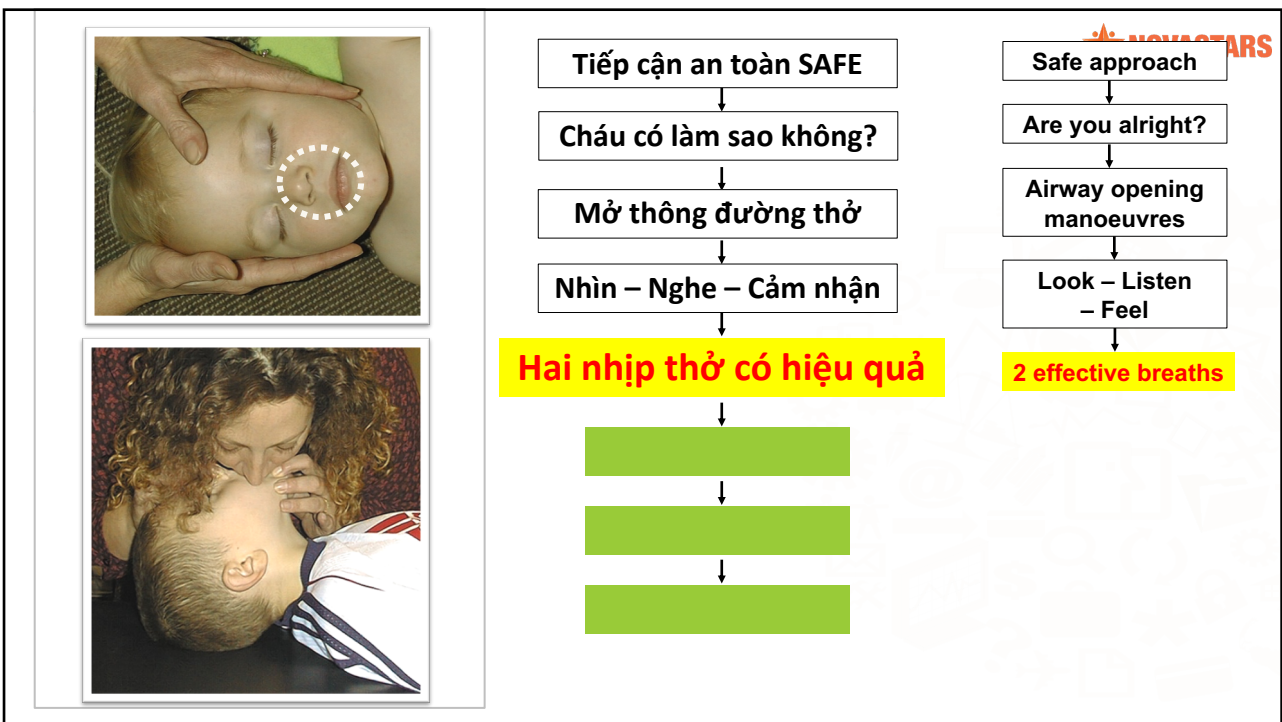 Tiếp cận an toàn SAFE
Cháu có làm sao không?
Mở thông đường thở
Nhìn – Nghe – Cảm nhận
Hai nhịp thở có hiệu quả
NOVASTARS
Safe approach
Are you alright?
Airway opening
manoeuvres
Look – Listen
– Feel
2 effective breaths